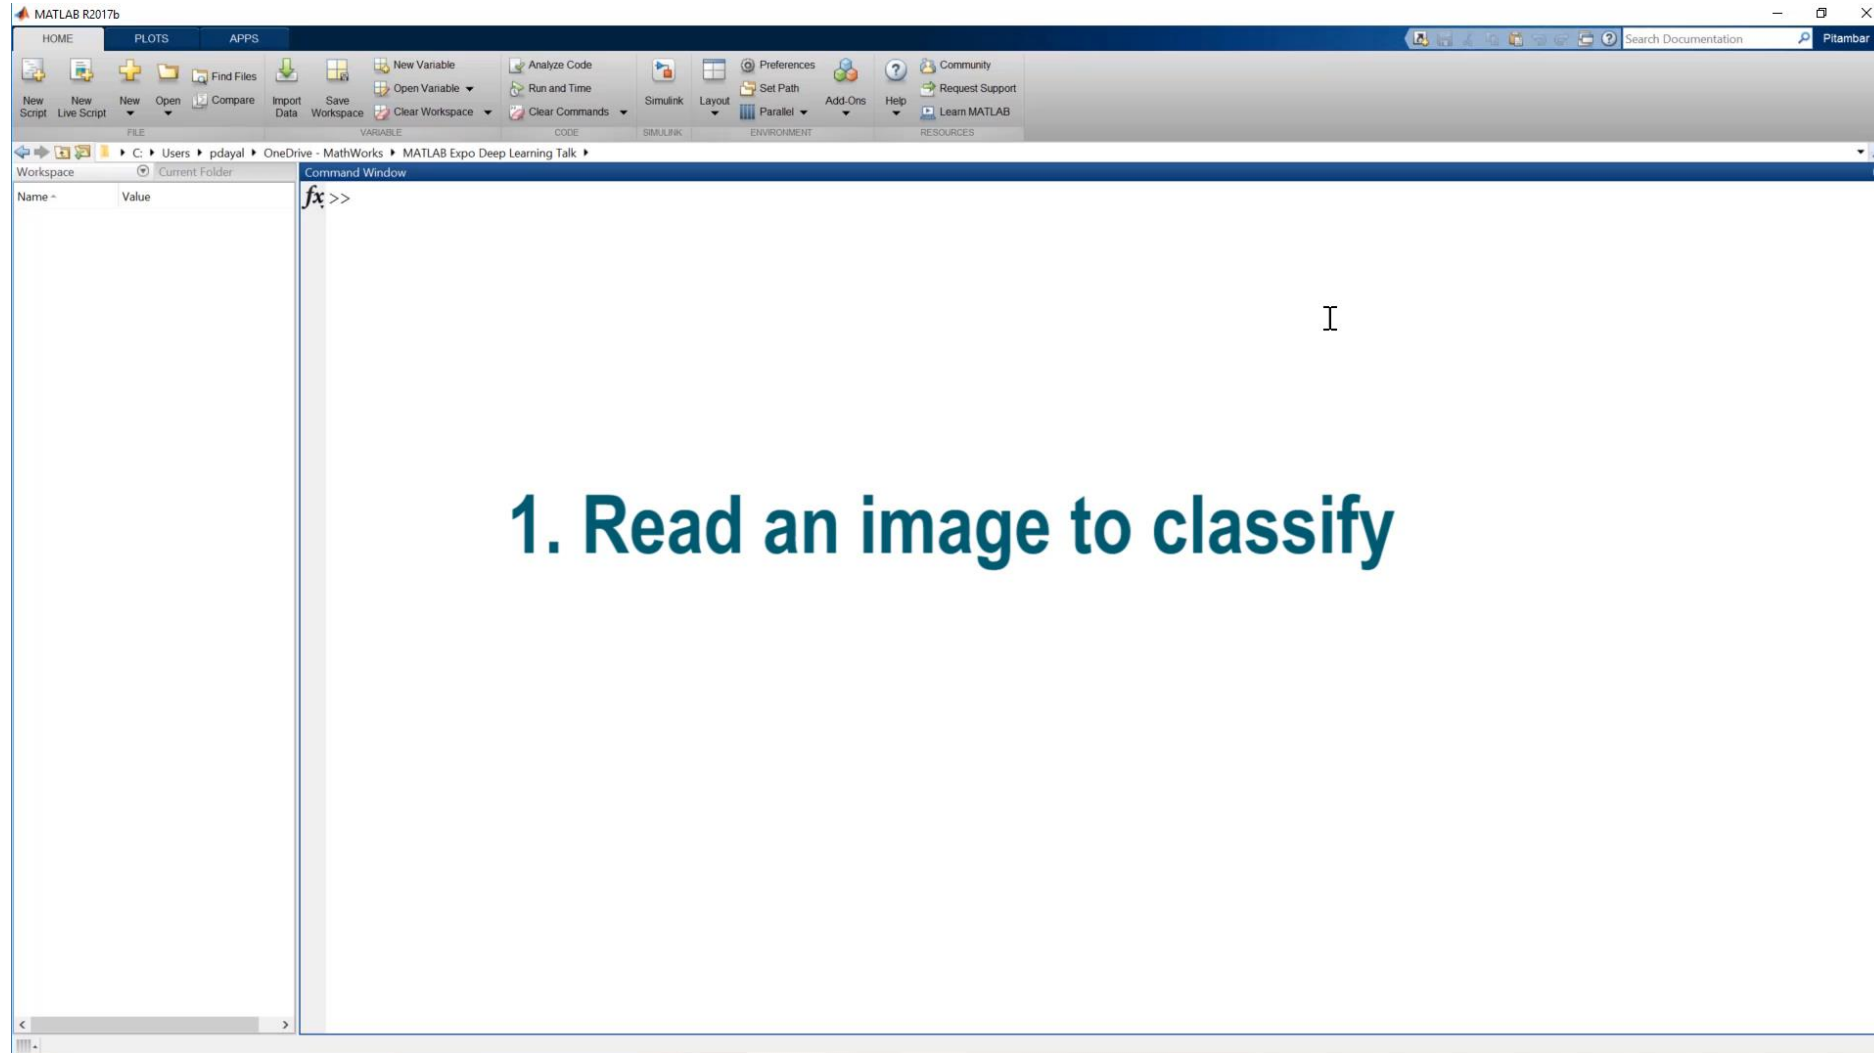 MATLAB R2017b
HOME PLOTS APPS
Search Documentation Pitambar
New Script
New Live Script
New
Open
Find Files
Compare
FILE
Import Data
Save Workspace
New Variable
Open Variable
Clear Workspace
VARIABLE
Analyze Code
Run and Time
Clear Commands
CODE
Simulink
SIMULINK
Layout
Preferences
Set Path
Parallel
Add-Ons
ENVIRONMENT
Help
Community
Request Support
Learn MATLAB
RESOURCES
C: Users pdayal OneDrive - MathWorks MATLAB Expo Deep Learning Talk
Workspace Current Folder
Name Value
Command Window
fx >>
1. Read an image to classify